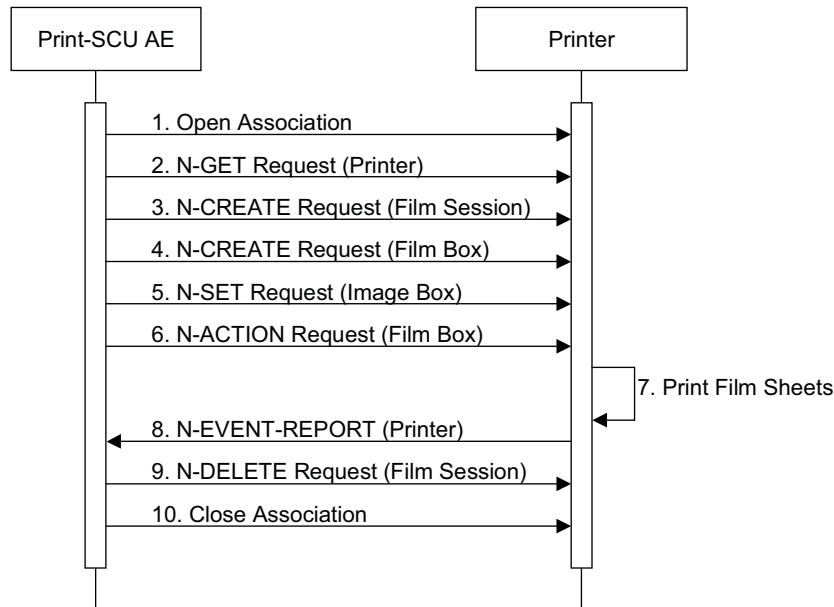 Print-SCU AE
Printer
1. Open Association
2. N-GET Request (Printer)
3. N-CREATE Request (Film Session)
4. N-CREATE Request (Film Box)
5. N-SET Request (Image Box)
6. N-ACTION Request (Film Box)
7. Print Film Sheets
8. N-EVENT-REPORT (Printer)
9. N-DELETE Request (Film Session)
10. Close Association